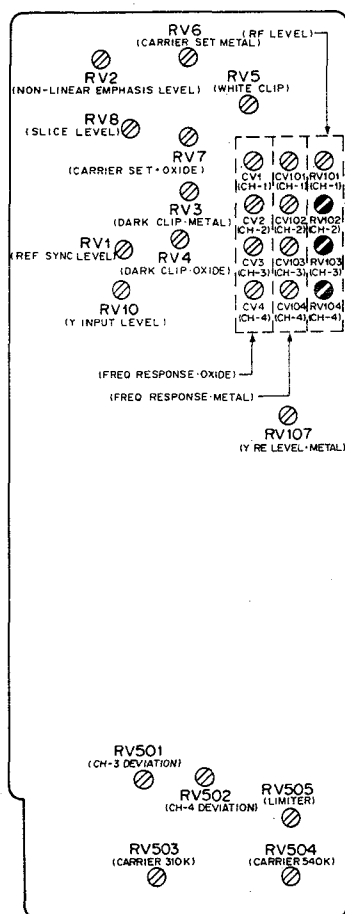 RV6
(CARRIER SET METAL)
(RF LEVEL)
RV2
(NON-LINEAR EMPHASIS LEVEL)
RV5
(WHITE CLIP)
RV8
(SLICE LEVEL)
RV7
(CARRIER SET·OXIDE)
CV1
(CH-1)
CV101
(CH-1)
RV101
(CH-1)
RV3
(DARK CLIP·METAL)
CV2
(CH-2)
CV102
(CH-2)
RV102
(CH-2)
RV1
(REF SYNC LEVEL)
RV4
(DARK CLIP·OXIDE)
CV3
(CH-3)
CV103
(CH-3)
RV103
(CH-3)
RV10
(Y INPUT LEVEL)
CV4
(CH-4)
CV104
(CH-4)
RV104
(CH-4)
(FREQ RESPONSE·OXIDE)
(FREQ RESPONSE·METAL)
RV107
(Y RE LEVEL·METAL)
RV501
(CH-3 DEVIATION)
RV502
(CH-4 DEVIATION)
RV505
(LIMITER)
RV503
(CARRIER 310K)
RV504
(CARRIER 540K)